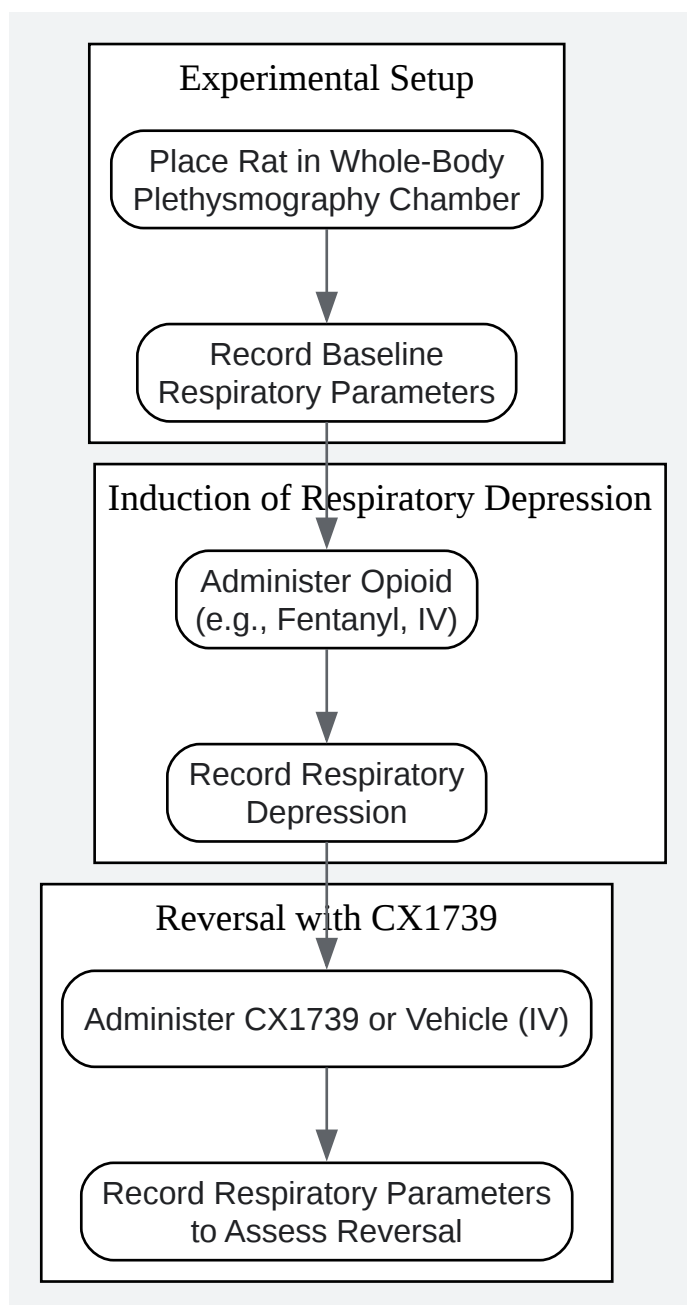 Experimental Setup
Place Rat in Whole-Body
Plethysmography Chamber
Record Baseline
Respiratory Parameters
Induction of Respiratory Depression
Administer Opioid
(e.g., Fentanyl, IV)
Record Respiratory
Depression
Reversal with CX1739
Administer CX1739 or Vehicle (IV)
Record Respiratory Parameters
to Assess Reversal